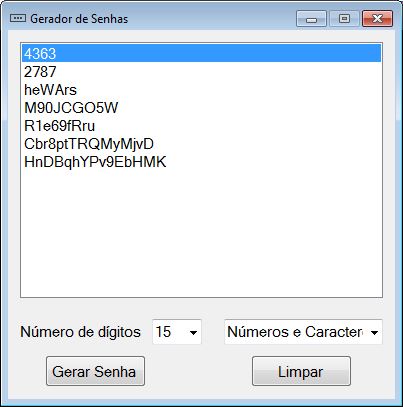 Gerador de Senhas
4363
2787
heWArs
M90JCGO5W
R1e69fRru
Cbr8ptTRQMyMjvD
HnDBqhYPv9EbHMK
Número de dígitos 15 Números e Caracter
Gerar Senha Limpar